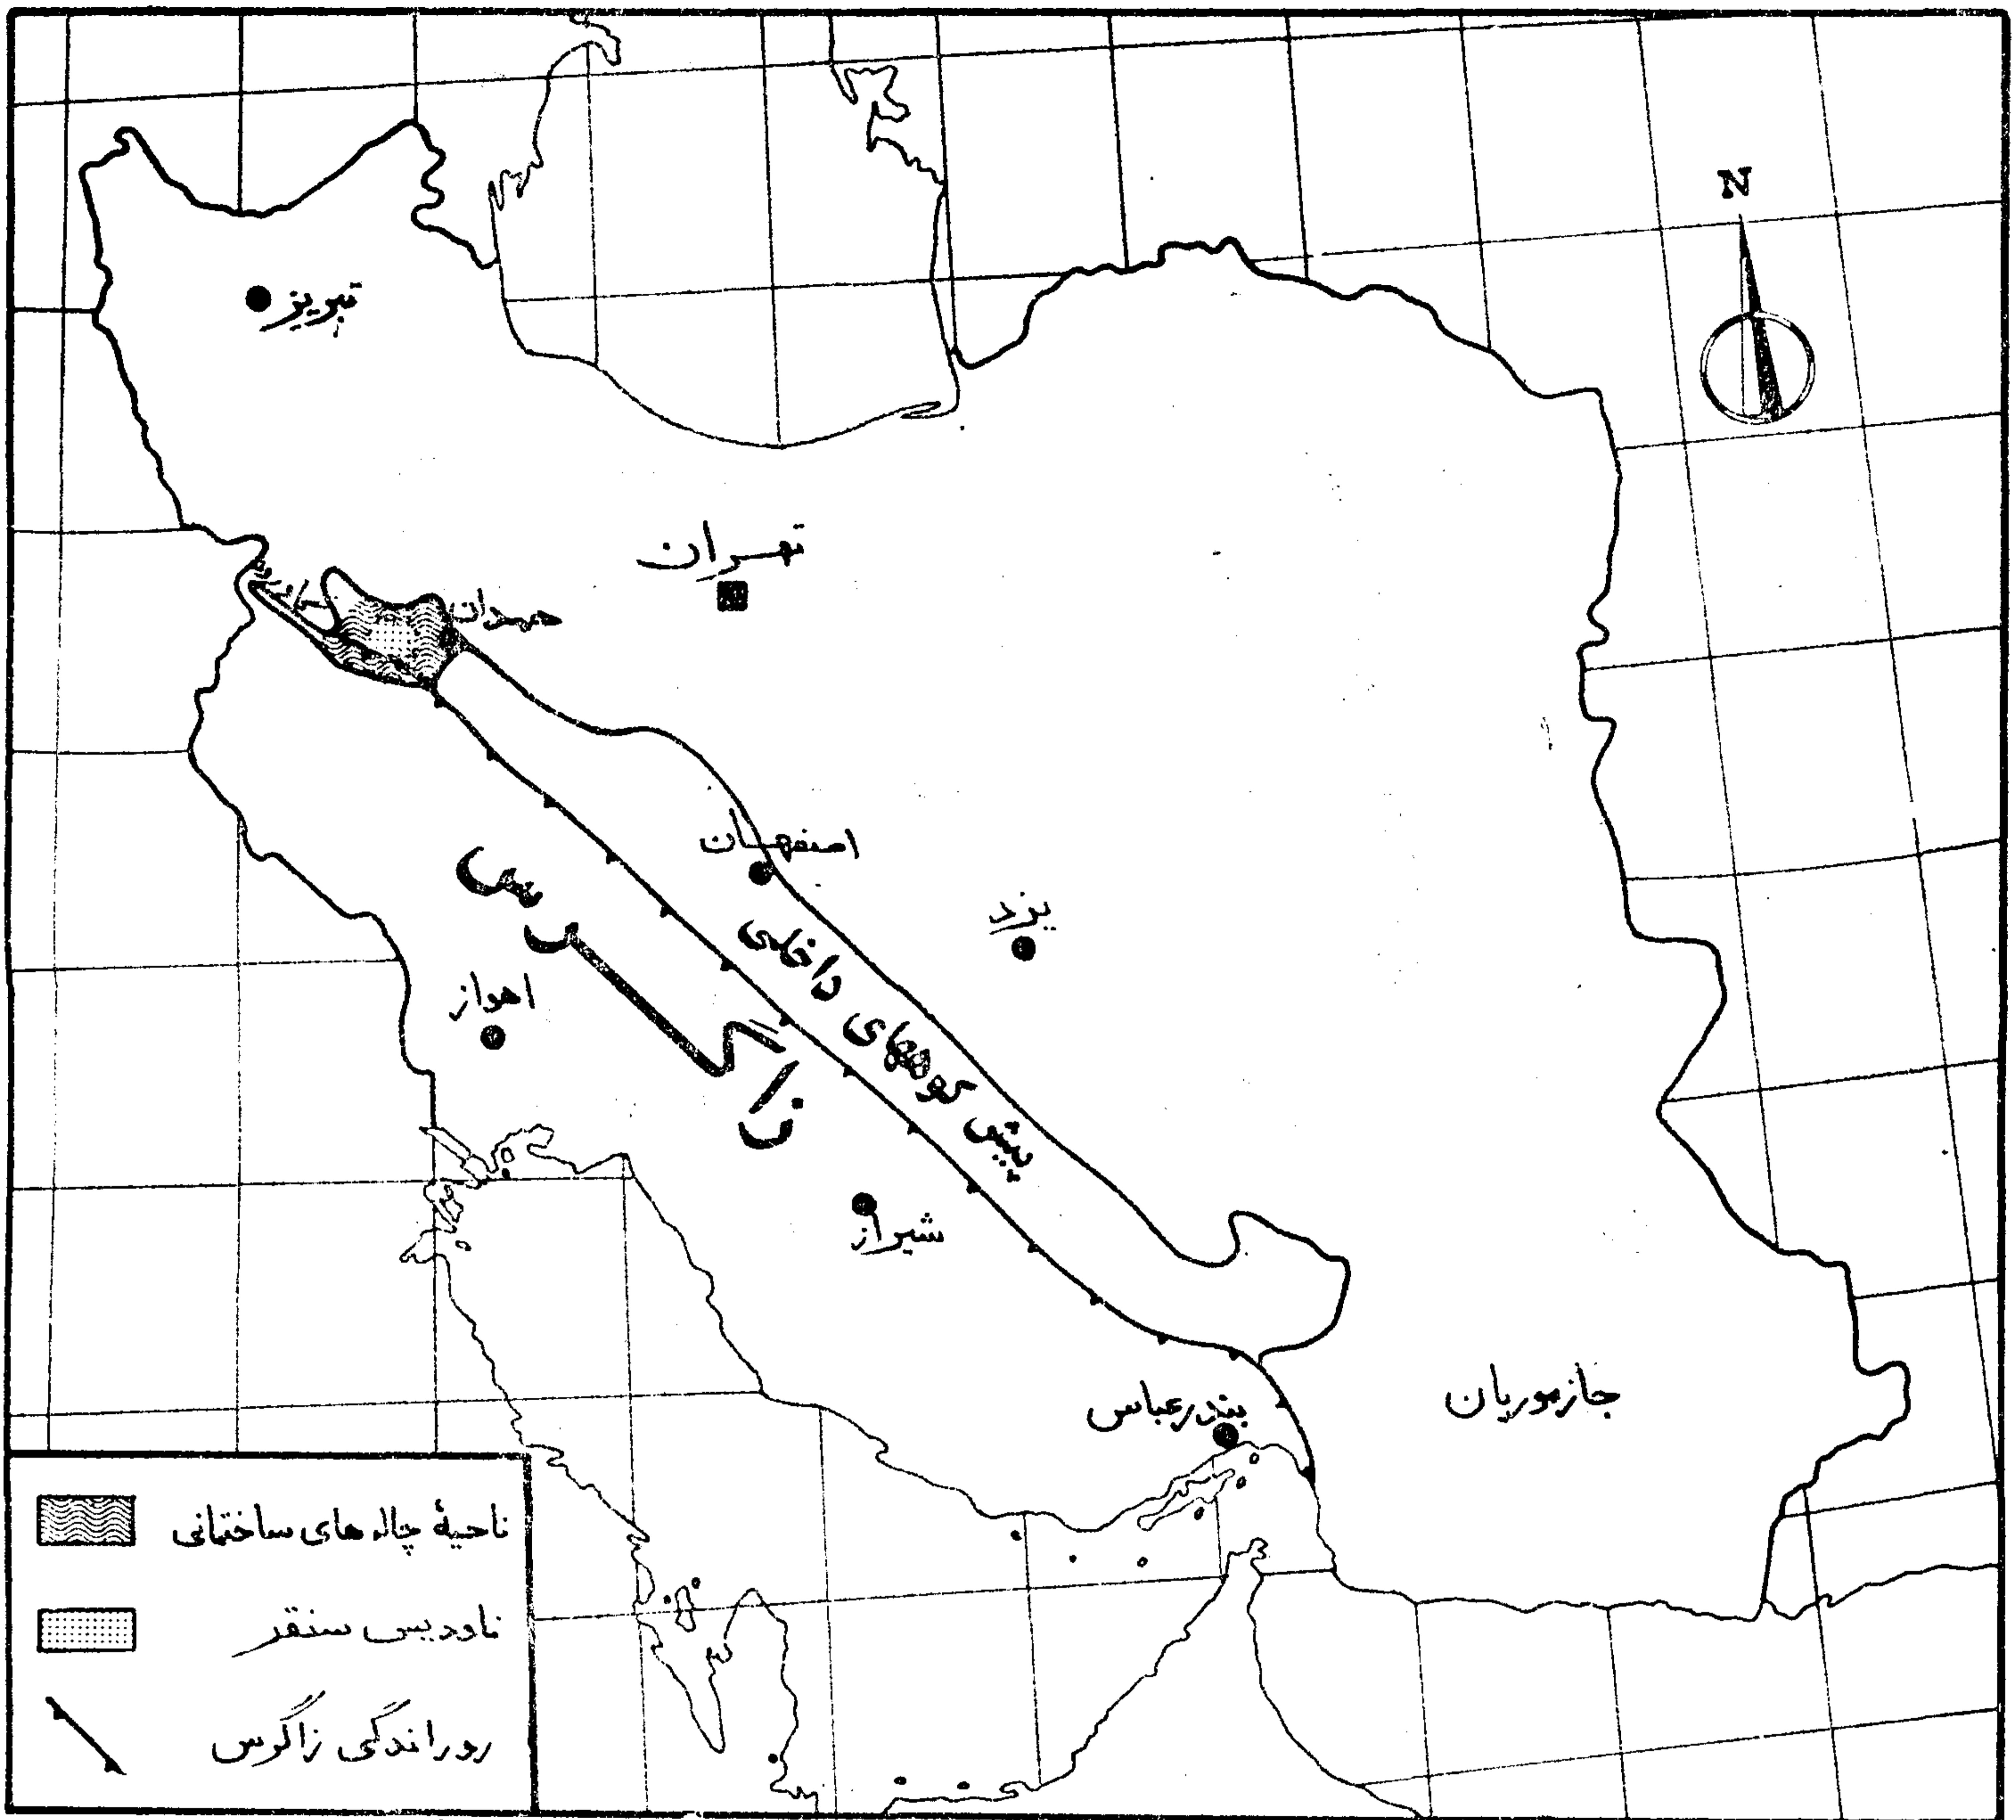 N
تبریز
تهران
همدان
اصفهان
یزد
اهواز
زاگرس
پیش کوههای داخلی
شیراز
بندرعباس
جازموریان
ناحیهٔ چاله های ساختمانی
ناودیس سنقر
روراندگی زاگرس